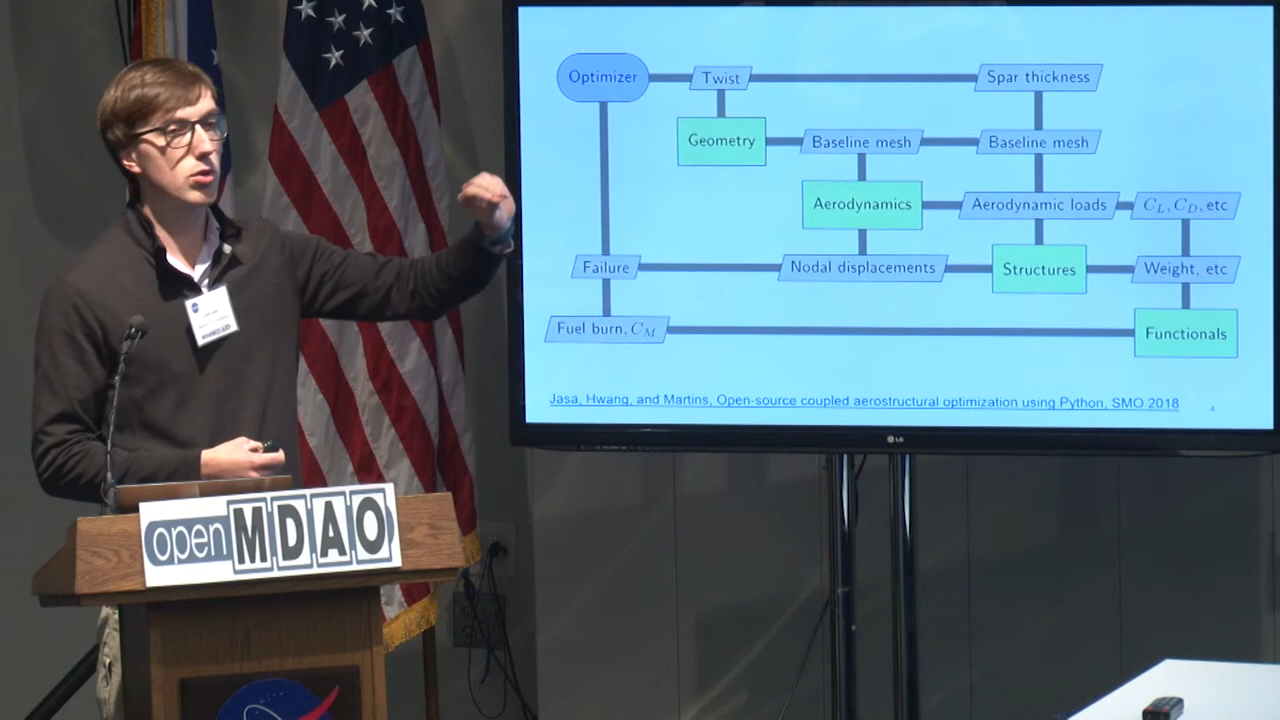 Optimizer Twist Spar thickness
Geometry Baseline mesh Baseline mesh
Aerodynamics Aerodynamic loads C_L, C_D, etc
Failure Nodal displacements Structures Weight, etc
Fuel burn, C_M Functionals
Jasa, Hwang, and Martins, Open-source coupled aerostructural optimization using Python, SMO 2018
4
LG
openMDAO